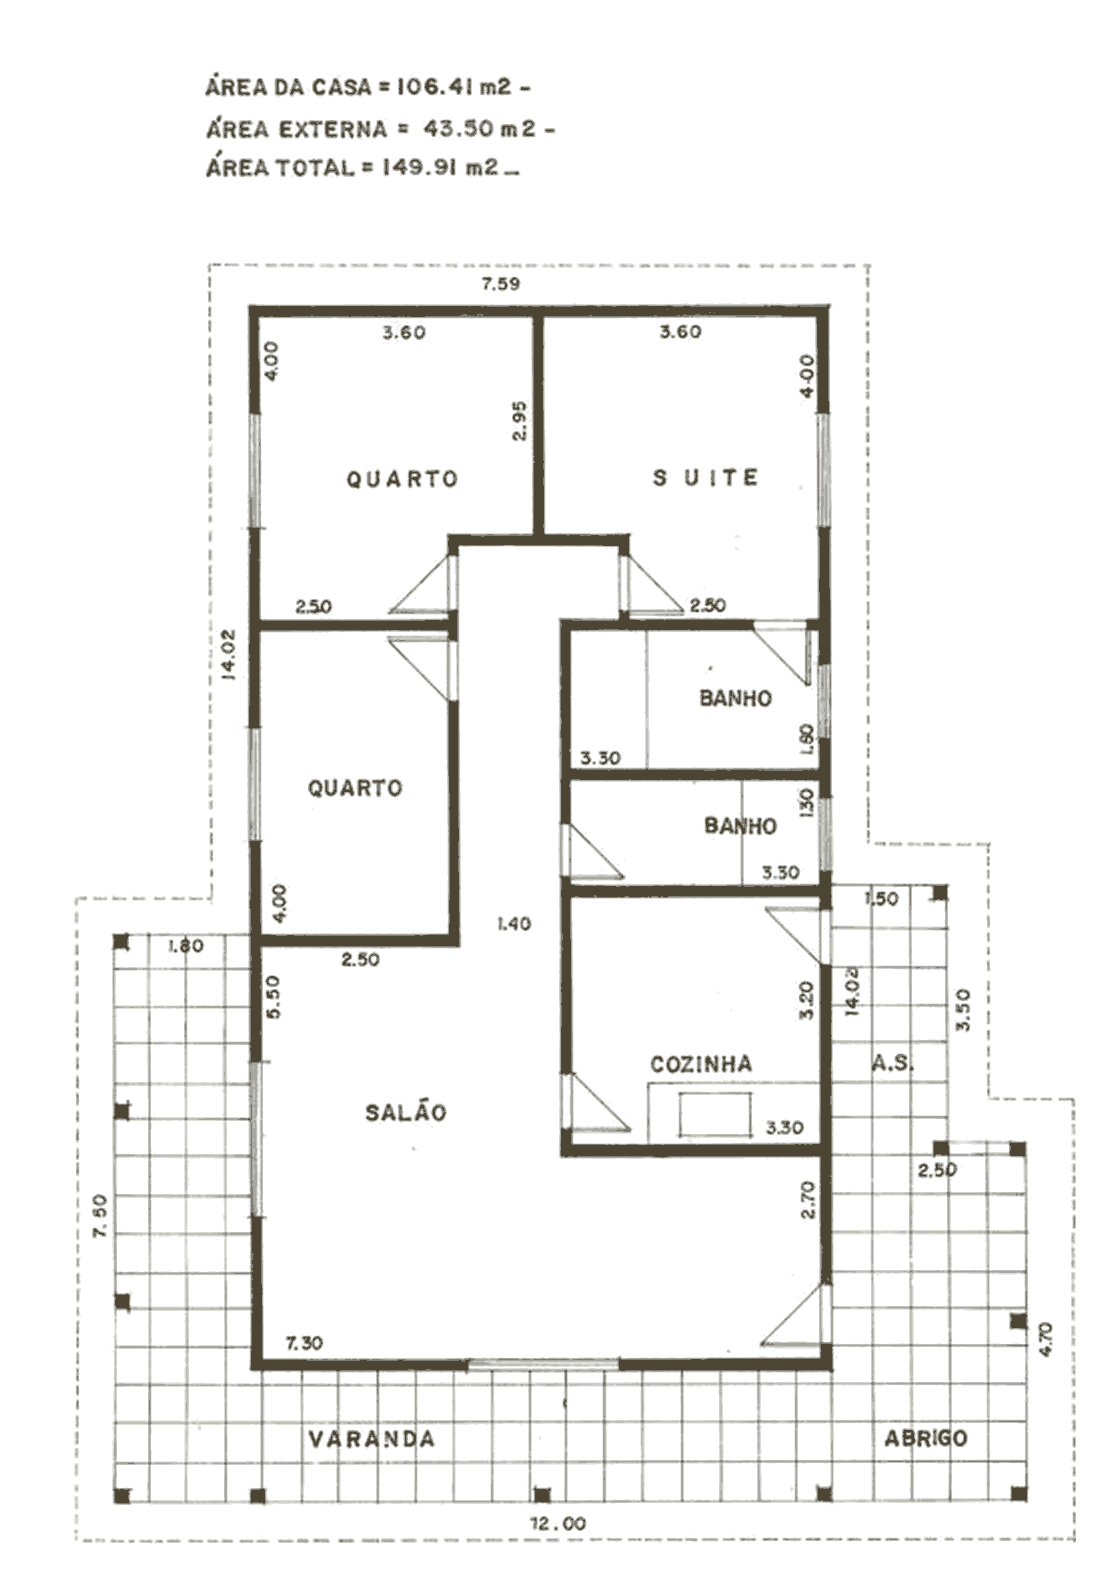 ÁREA DA CASA = 106.41 m2 -
ÁREA EXTERNA = 43.50 m2 -
ÁREA TOTAL = 149.91 m2 _
7.59
3.60
3.60
4.00
4.00
2.95
QUARTO
SUITE
2.50
2.50
14.02
BANHO
1.80
3.30
QUARTO
1.30
BANHO
3.30
4.00
1.50
1.40
1.80
2.50
5.50
3.20
14.02
3.50
COZINHA
A.S.
SALÃO
3.30
2.50
2.70
7.50
7.30
4.70
VARANDA
ABRIGO
12.00